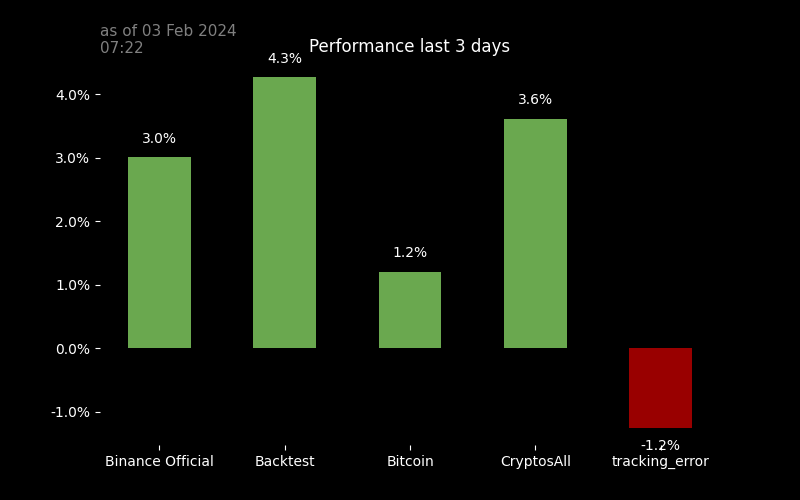 as of 03 Feb 2024
07:22
Performance last 3 days
4.3%
4.0%
3.6%
3.0%
3.0%
2.0%
1.2%
1.0%
0.0%
-1.0%
-1.2%
Binance Official
Backtest
Bitcoin
CryptosAll
tracking_error